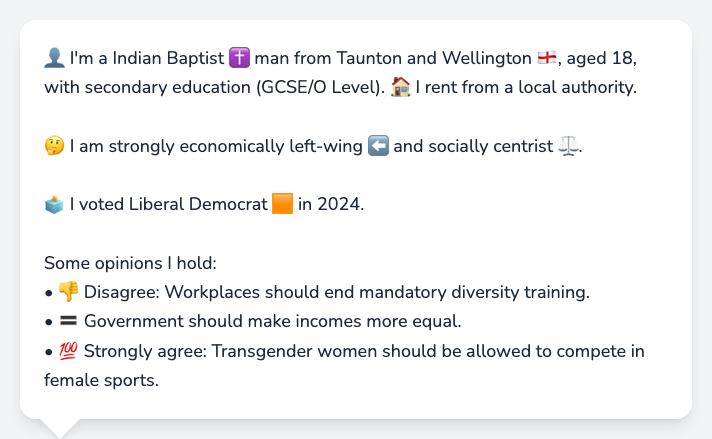 👤 I'm a Indian Baptist ✝️ man from Taunton and Wellington 🏴󠁧󠁢󠁥󠁮󠁧󠁿, aged 18,
with secondary education (GCSE/O Level). 🏠 I rent from a local authority.
🤔 I am strongly economically left-wing ⬅️ and socially centrist ⚖️.
🗳️ I voted Liberal Democrat 🟧 in 2024.
Some opinions I hold:
• 👎 Disagree: Workplaces should end mandatory diversity training.
• 🟰 Government should make incomes more equal.
• 💯 Strongly agree: Transgender women should be allowed to compete in
female sports.